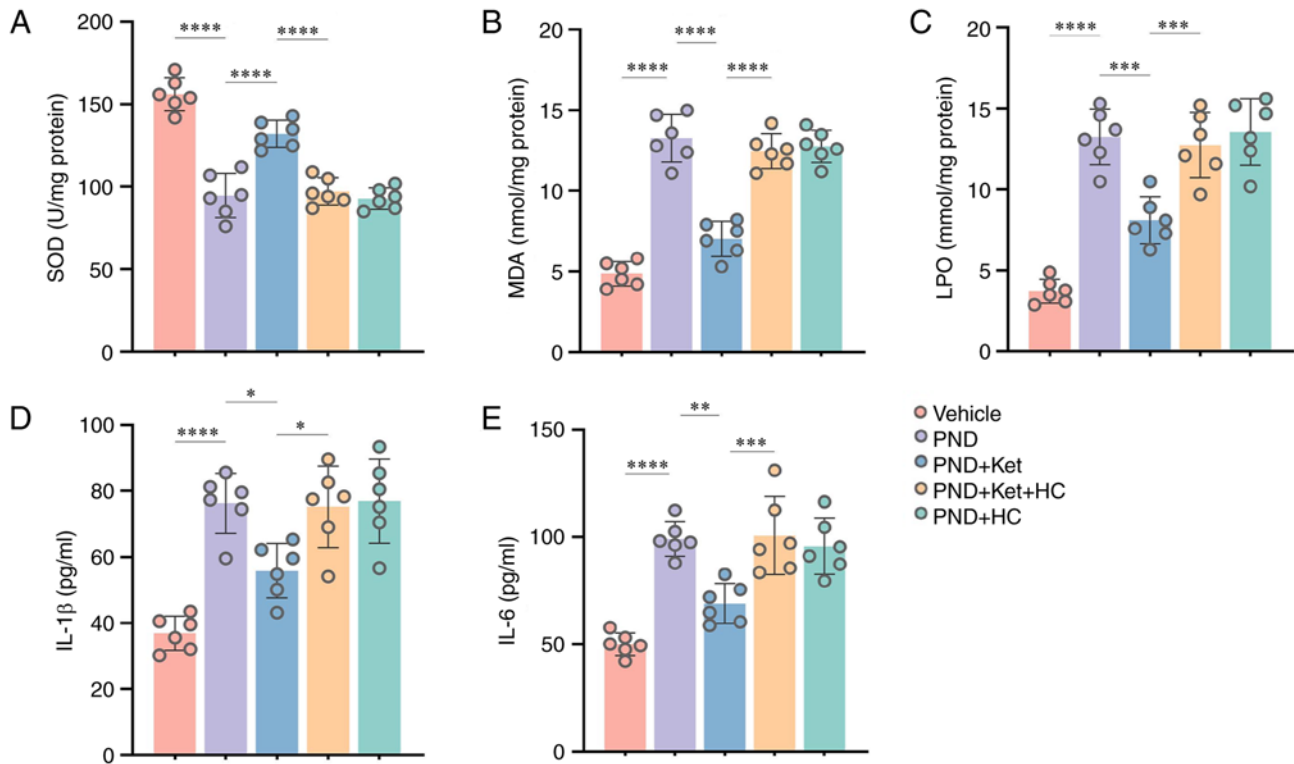 A
SOD (U/mg protein)
200
150
100
50
0
****
****
****
B
MDA (nmol/mg protein)
20
15
10
5
0
****
****
****
C
LPO (mmol/mg protein)
20
15
10
5
0
****
***
***
D
IL-1β (pg/ml)
100
80
60
40
20
0
****
*
*
E
IL-6 (pg/ml)
150
100
50
0
****
**
***
Vehicle
PND
PND+Ket
PND+Ket+HC
PND+HC